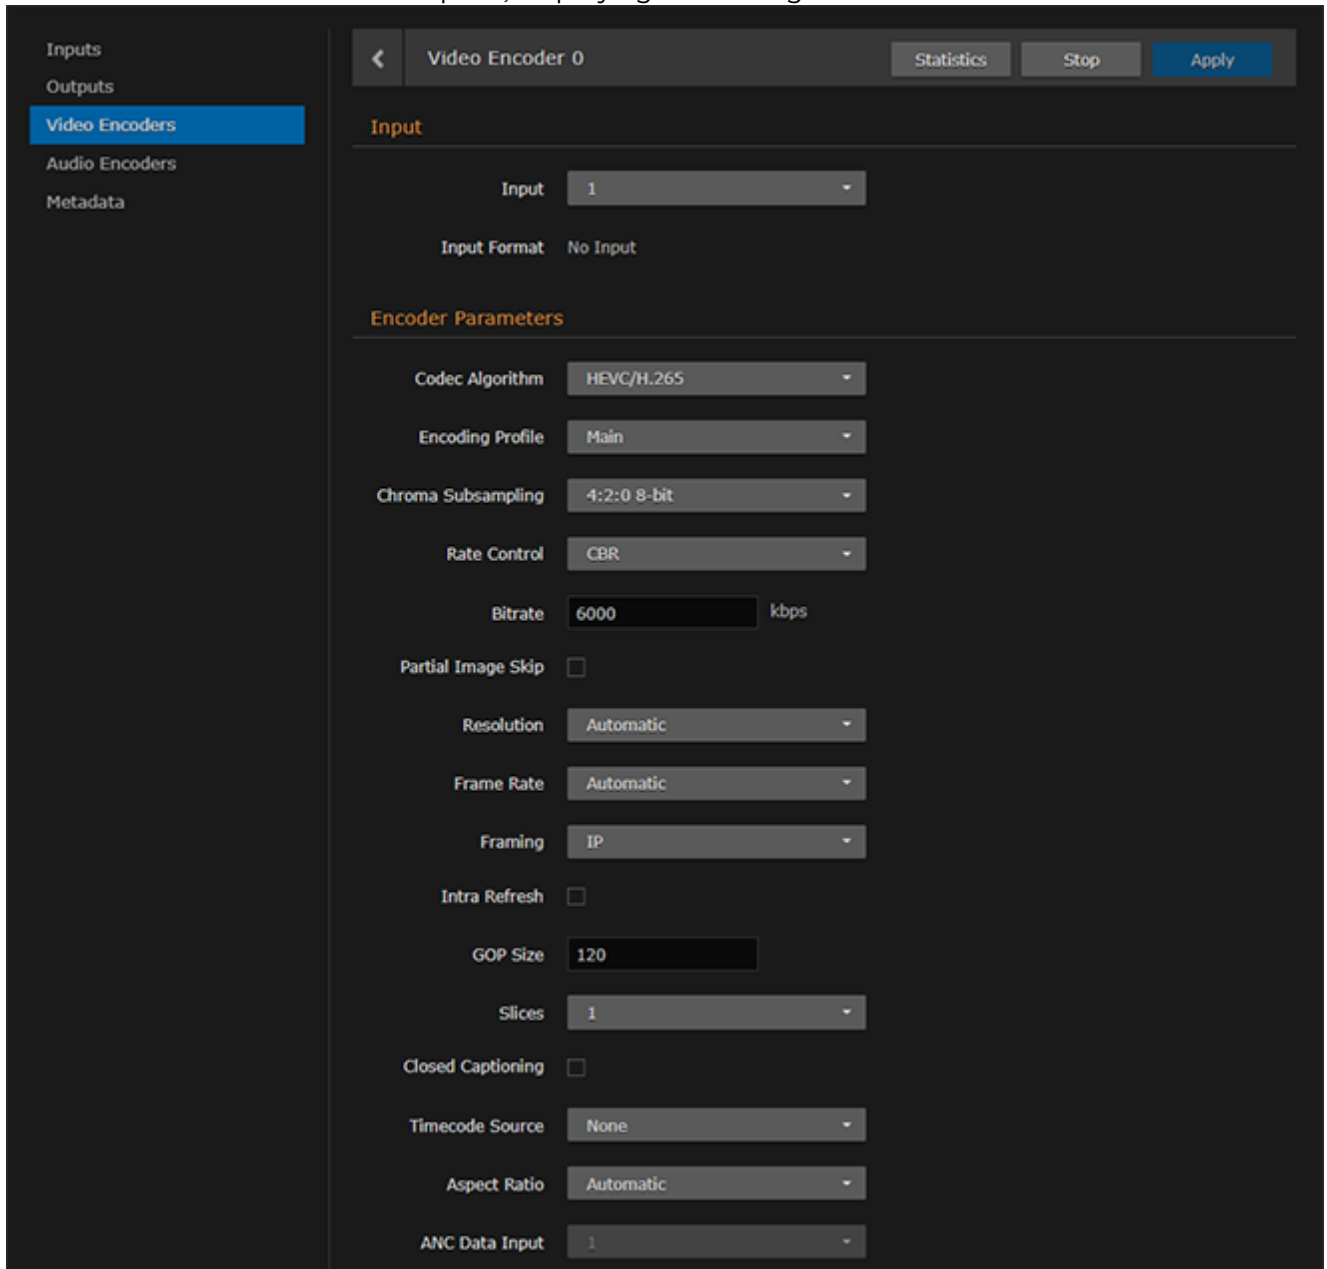 Inputs
Outputs
Video Encoders
Audio Encoders
Metadata
Video Encoder 0
Statistics
Stop
Apply
Input
Input 1
Input Format No Input
Encoder Parameters
Codec Algorithm HEVC/H.265
Encoding Profile Main
Chroma Subsampling 4:2:0 8-bit
Rate Control CBR
Bitrate 6000 kbps
Partial Image Skip
Resolution Automatic
Frame Rate Automatic
Framing IP
Intra Refresh
GOP Size 120
Slices 1
Closed Captioning
Timecode Source None
Aspect Ratio Automatic
ANC Data Input 1